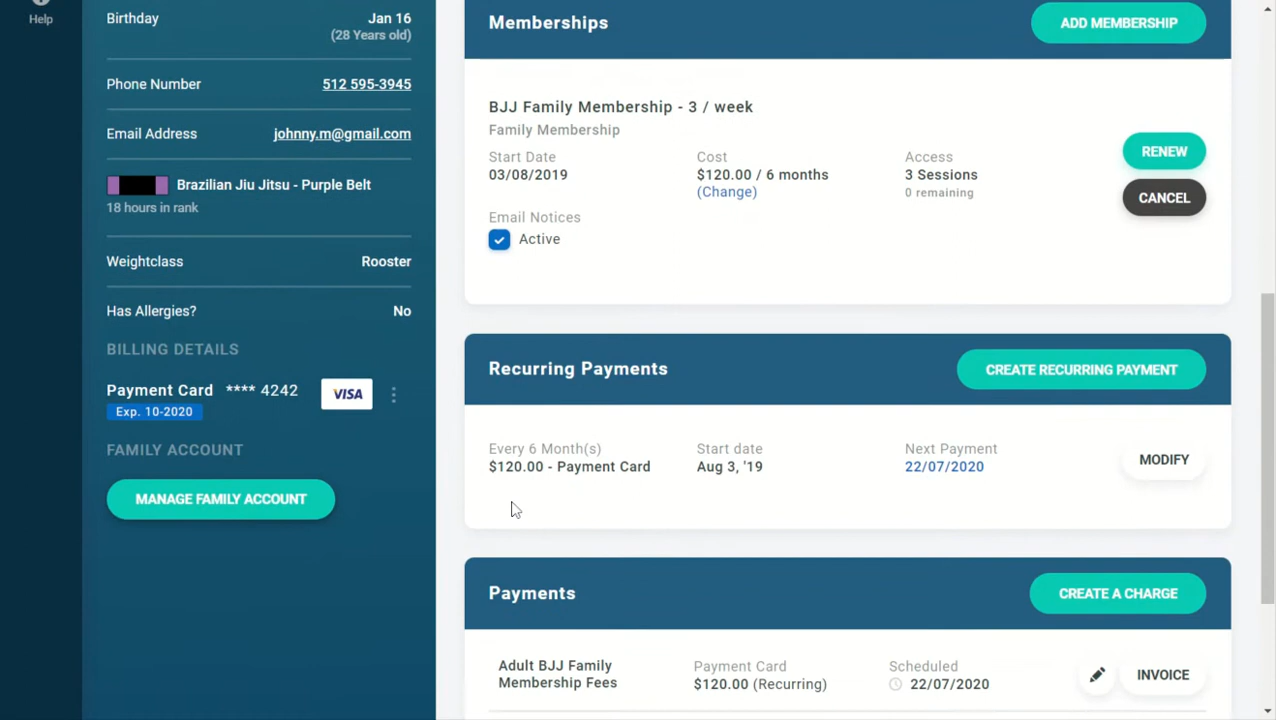 Help
Birthday Jan 16
(28 Years old)
Phone Number 512 595-3945
Email Address johnny.m@gmail.com
Brazilian Jiu Jitsu - Purple Belt
18 hours in rank
Weightclass Rooster
Has Allergies? No
BILLING DETAILS
Payment Card **** 4242 VISA
Exp. 10-2020
FAMILY ACCOUNT
MANAGE FAMILY ACCOUNT
Memberships ADD MEMBERSHIP
BJJ Family Membership - 3 / week
Family Membership
Start Date Cost Access
03/08/2019 $120.00 / 6 months 3 Sessions
(Change) 0 remaining
RENEW
CANCEL
Email Notices
Active
Recurring Payments CREATE RECURRING PAYMENT
Every 6 Month(s) Start date Next Payment
$120.00 - Payment Card Aug 3, '19 22/07/2020
MODIFY
Payments CREATE A CHARGE
Adult BJJ Family Payment Card Scheduled
Membership Fees $120.00 (Recurring) 22/07/2020
INVOICE